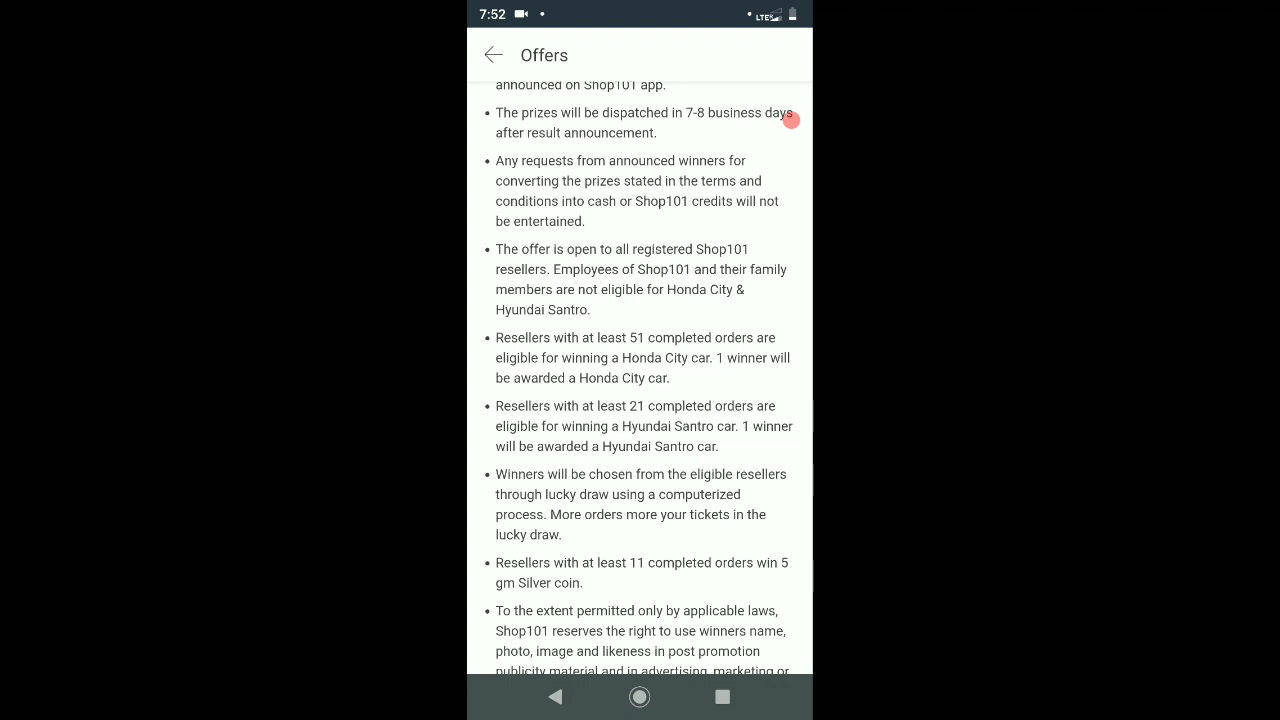 7:52
LTE
Offers
announced on Shop101 app.
• The prizes will be dispatched in 7-8 business days
after result announcement.
• Any requests from announced winners for
converting the prizes stated in the terms and
conditions into cash or Shop101 credits will not
be entertained.
• The offer is open to all registered Shop101
resellers. Employees of Shop101 and their family
members are not eligible for Honda City &
Hyundai Santro.
• Resellers with at least 51 completed orders are
eligible for winning a Honda City car. 1 winner will
be awarded a Honda City car.
• Resellers with at least 21 completed orders are
eligible for winning a Hyundai Santro car. 1 winner
will be awarded a Hyundai Santro car.
• Winners will be chosen from the eligible resellers
through lucky draw using a computerized
process. More orders more your tickets in the
lucky draw.
• Resellers with at least 11 completed orders win 5
gm Silver coin.
• To the extent permitted only by applicable laws,
Shop101 reserves the right to use winners name,
photo, image and likeness in post promotion
publicity material and in advertising, marketing or